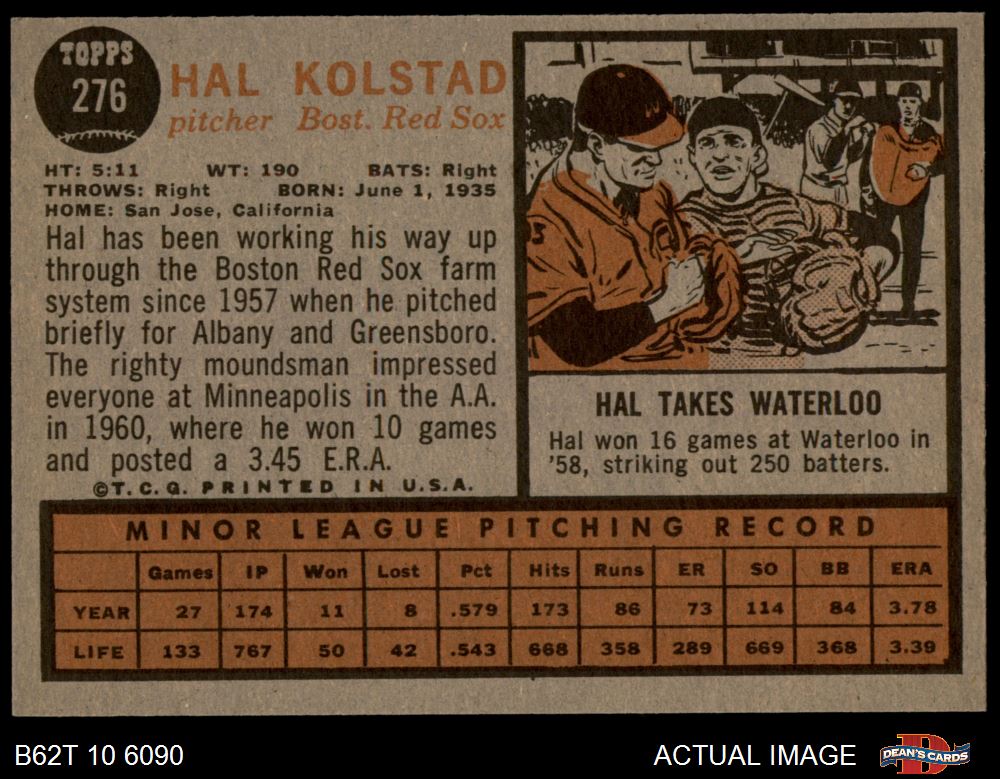 TOPPS
276
HAL KOLSTAD
pitcher Bost. Red Sox
HT: 5:11 WT: 190 BATS: Right
THROWS: Right BORN: June 1, 1935
HOME: San Jose, California
Hal has been working his way up
through the Boston Red Sox farm
system since 1957 when he pitched
briefly for Albany and Greensboro.
The righty moundsman impressed
everyone at Minneapolis in the A.A.
in 1960, where he won 10 games
and posted a 3.45 E.R.A.
©T.C.G. PRINTED IN U.S.A.
HAL TAKES WATERLOO
Hal won 16 games at Waterloo in
'58, striking out 250 batters.
MINOR LEAGUE PITCHING RECORD
Games IP Won Lost Pct Hits Runs ER SO BB ERA
YEAR 27 174 11 8 .579 173 86 73 114 84 3.78
LIFE 133 767 50 42 .543 668 358 289 669 368 3.39
B62T 10 6090
ACTUAL IMAGE
D
DEAN'S CARDS